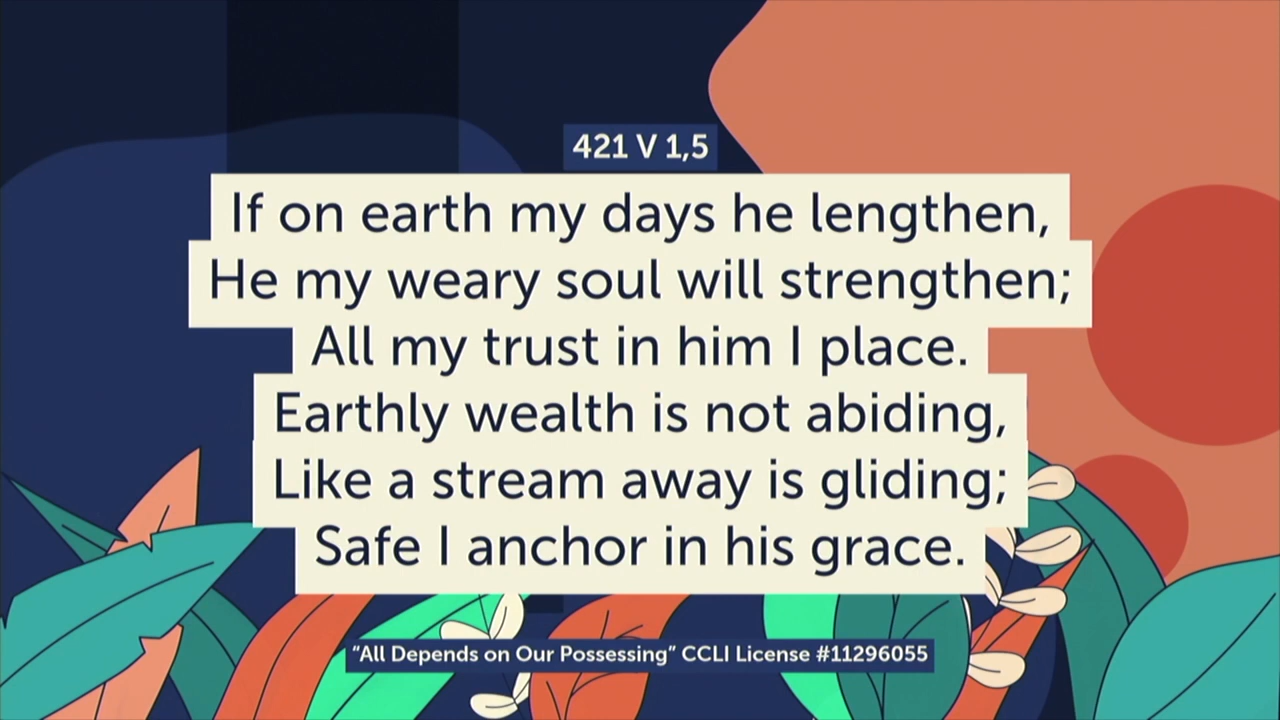 421 V 1,5
If on earth my days he lengthen,
He my weary soul will strengthen;
All my trust in him I place.
Earthly wealth is not abiding,
Like a stream away is gliding;
Safe I anchor in his grace.
“All Depends on Our Possessing” CCLI License #11296055